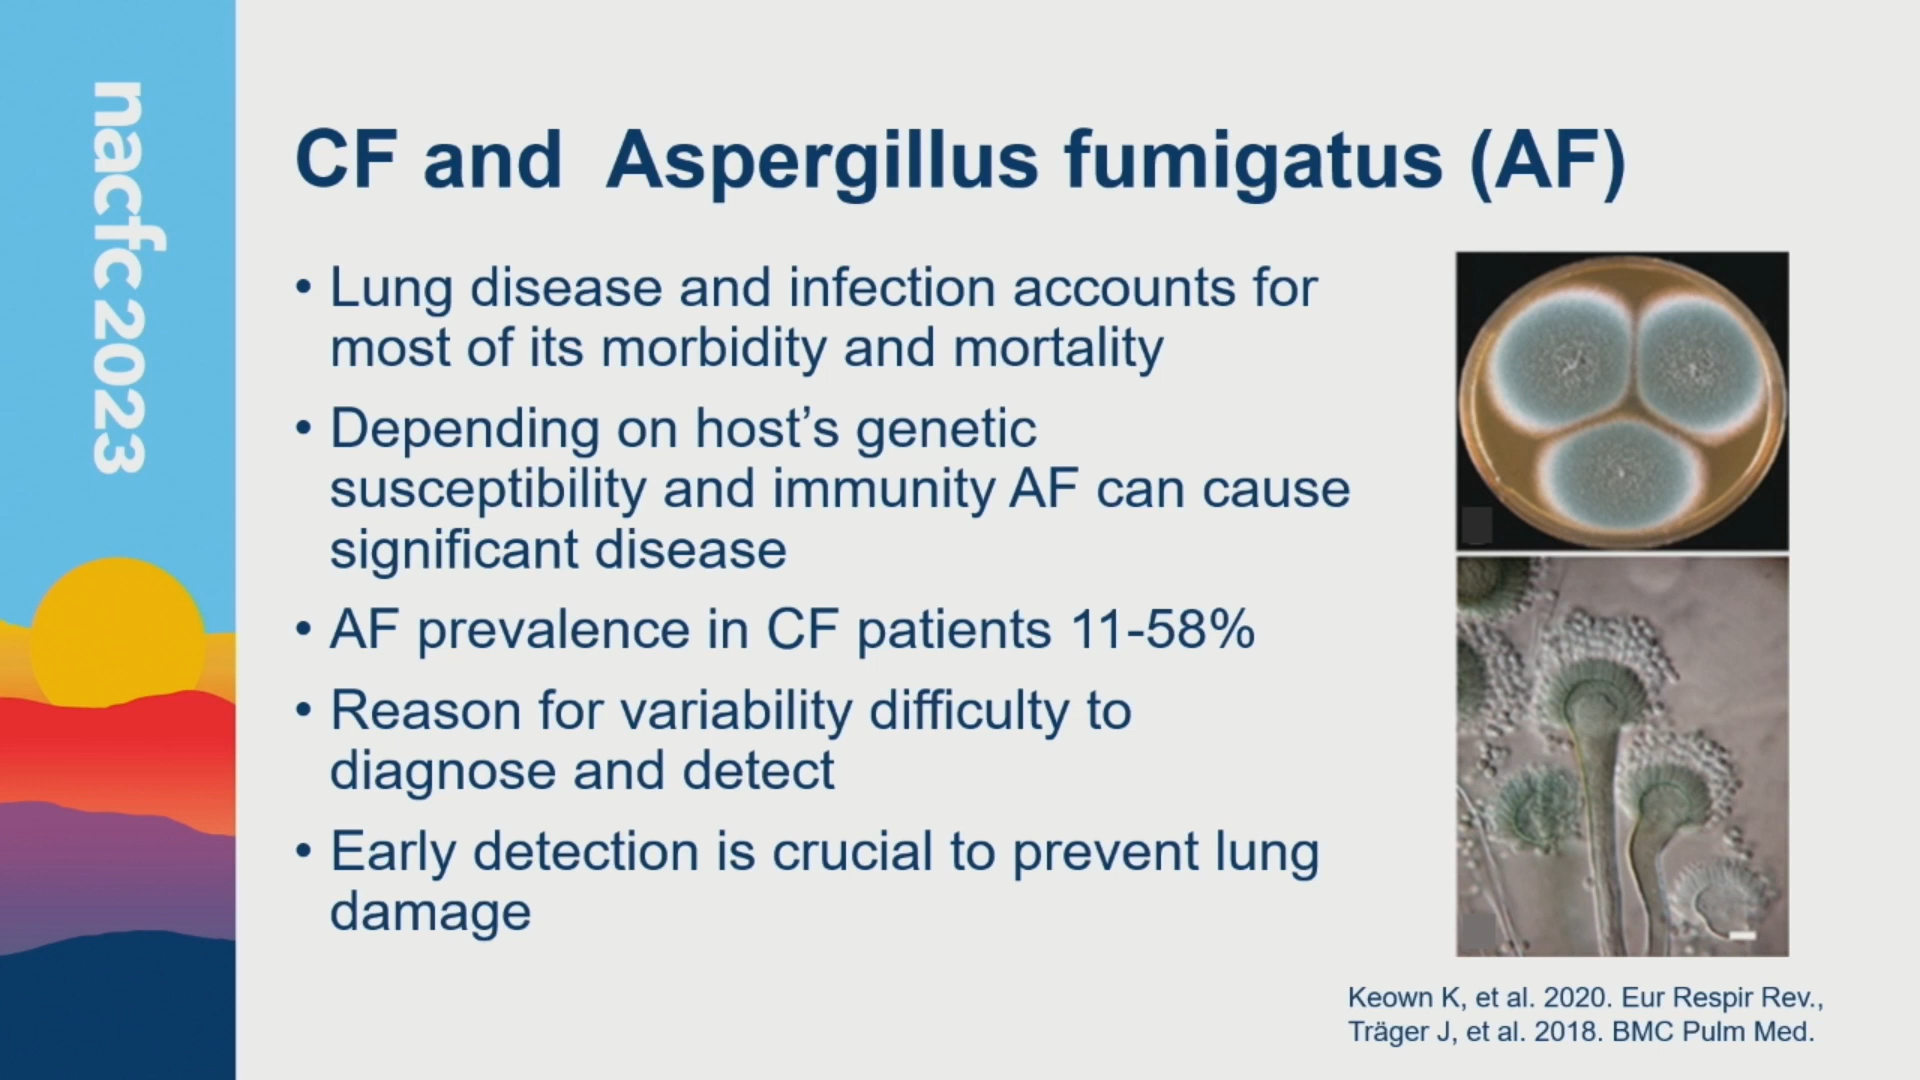 nacfc 2023
CF and  Aspergillus fumigatus (AF)
• Lung disease and infection accounts for
most of its morbidity and mortality
• Depending on host’s genetic
susceptibility and immunity AF can cause
significant disease
• AF prevalence in CF patients 11-58%
• Reason for variability difficulty to
diagnose and detect
• Early detection is crucial to prevent lung
damage
Keown K, et al. 2020. Eur Respir Rev.,
Träger J, et al. 2018. BMC Pulm Med.